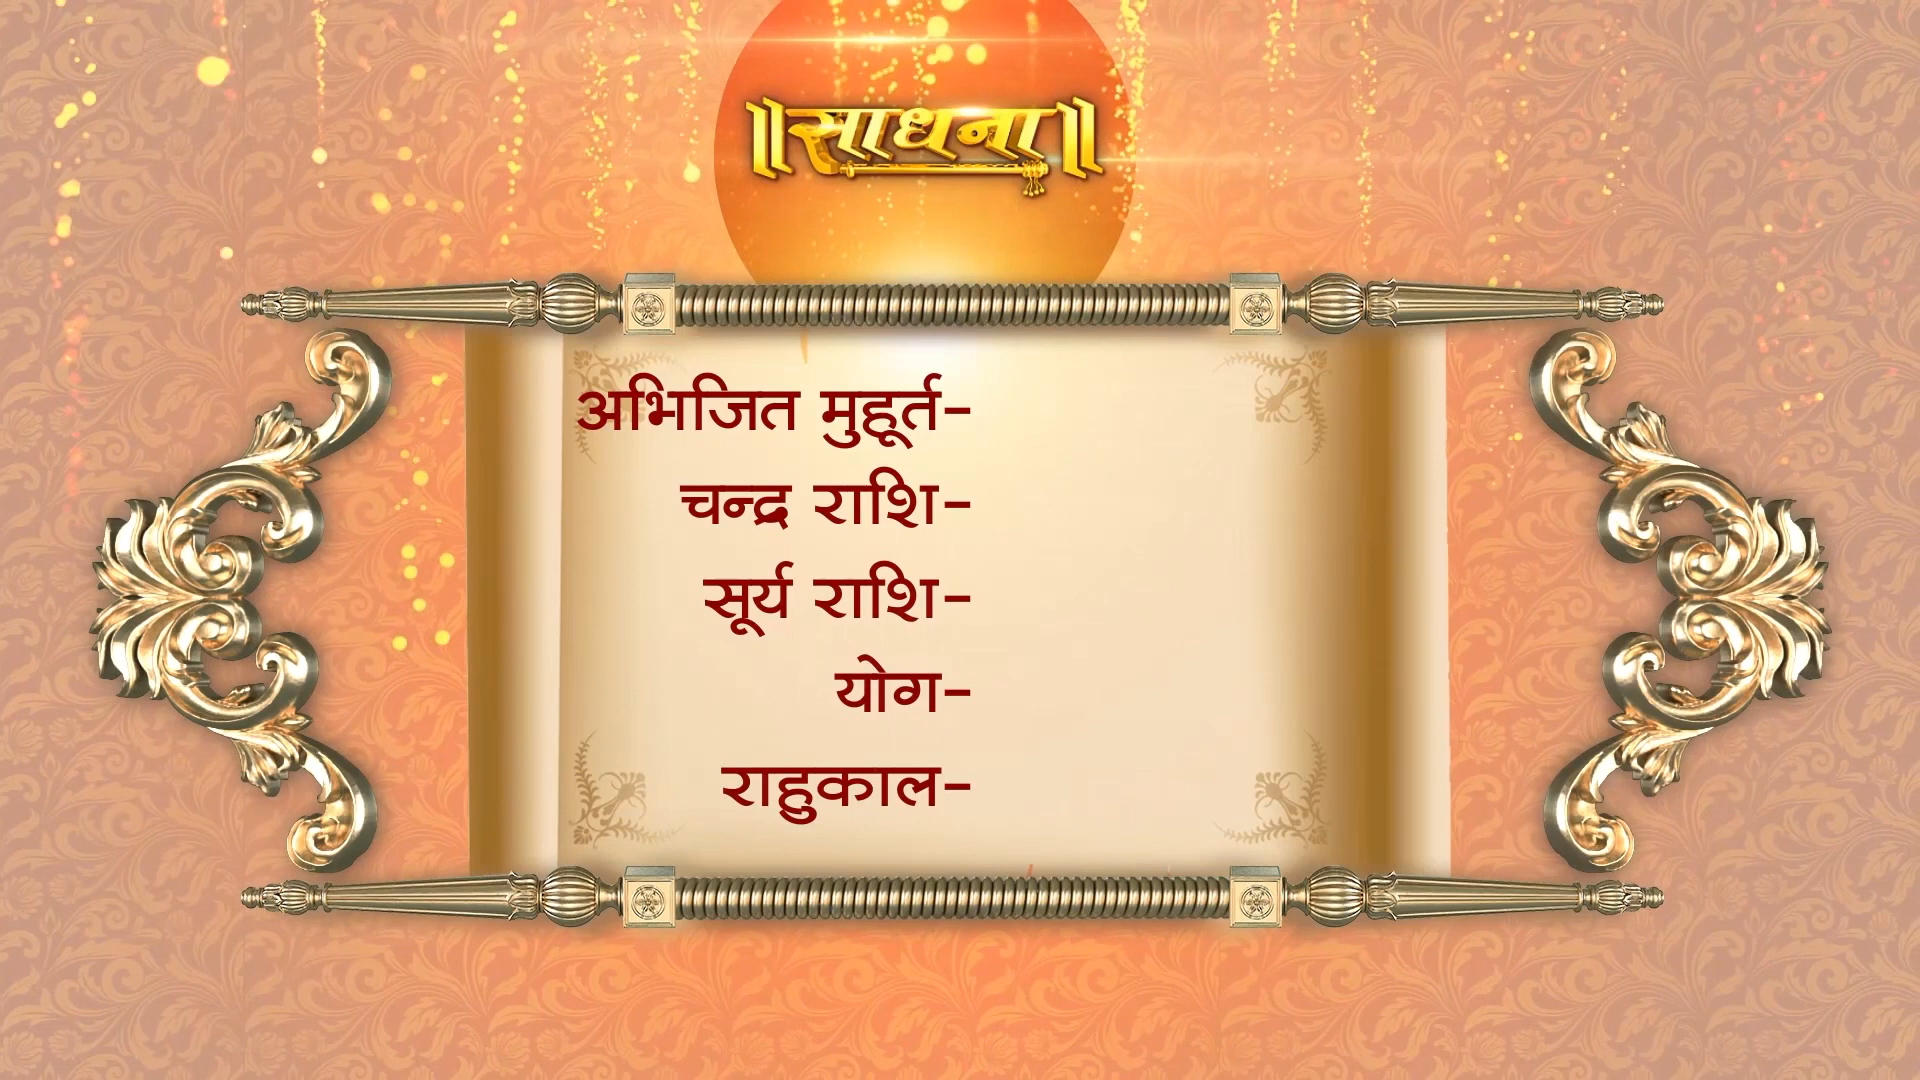 ॥साधना॥
अभिजित मुहूर्त-
चन्द्र राशि-
सूर्य राशि-
योग-
राहुकाल-